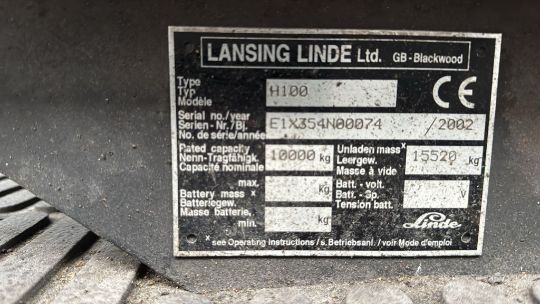 LANSING LINDE Ltd. GB-Blackwood
Type
Typ H100
Modèle CE
Serial no./year
Serien-Nr./Bj. E1X354N00074 /2002
No. de série/année
Rated capacity Unladen mass x
Nenn-Tragfähigk. 10000 kg Leergew. 15520 kg
Capacité nominale Masse à vide
max. kg Batt.-volt.
Battery mass x Batt.-Sp. V
Batteriegew. Tension batt.
Masse batterie, min. kg Linde
x see Operating Instructions / s. Betriebsanl. / voir Mode d'emploi